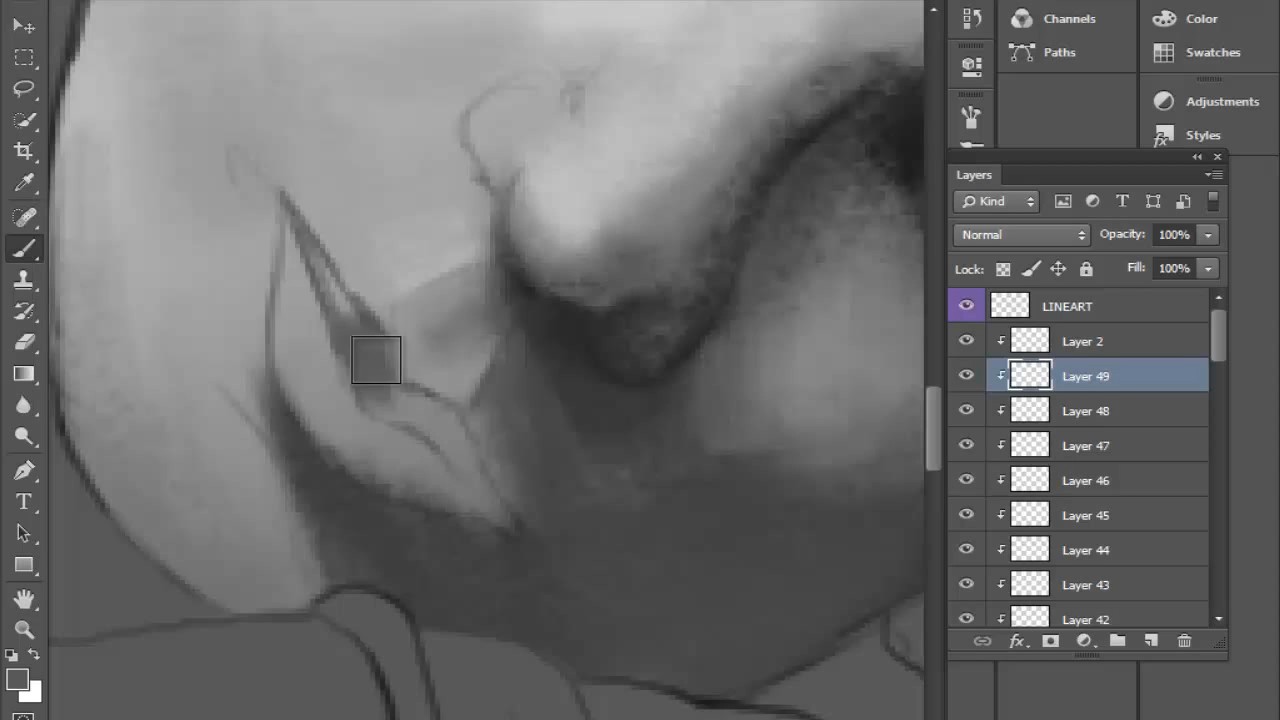 Channels
Color
Paths
Swatches
Adjustments
Styles
Layers
Kind
Normal
Opacity: 100%
Lock:
Fill: 100%
LINEART
Layer 2
Layer 49
Layer 48
Layer 47
Layer 46
Layer 45
Layer 44
Layer 43
Layer 42